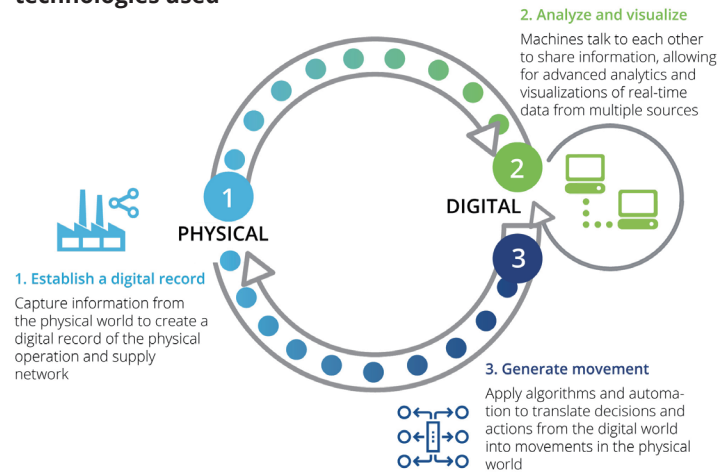 technologies used
2. Analyze and visualize
Machines talk to each other
to share information, allowing
for advanced analytics and
visualizations of real-time
data from multiple sources
1
PHYSICAL
2
DIGITAL
3
1. Establish a digital record
Capture information from
the physical world to create a
digital record of the physical
operation and supply
network
3. Generate movement
Apply algorithms and automa-
tion to translate decisions and
actions from the digital world
into movements in the physical
world